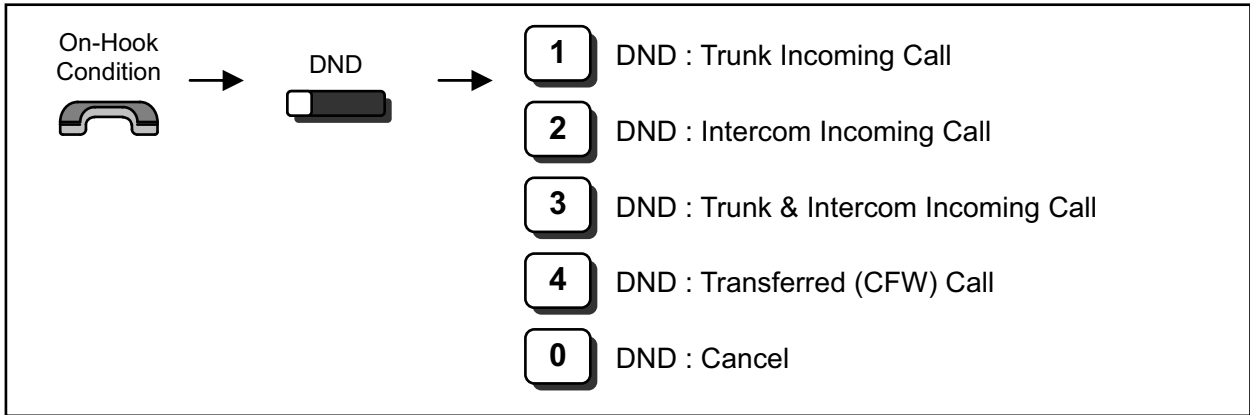 On-Hook
Condition
DND
1 DND : Trunk Incoming Call
2 DND : Intercom Incoming Call
3 DND : Trunk & Intercom Incoming Call
4 DND : Transferred (CFW) Call
0 DND : Cancel